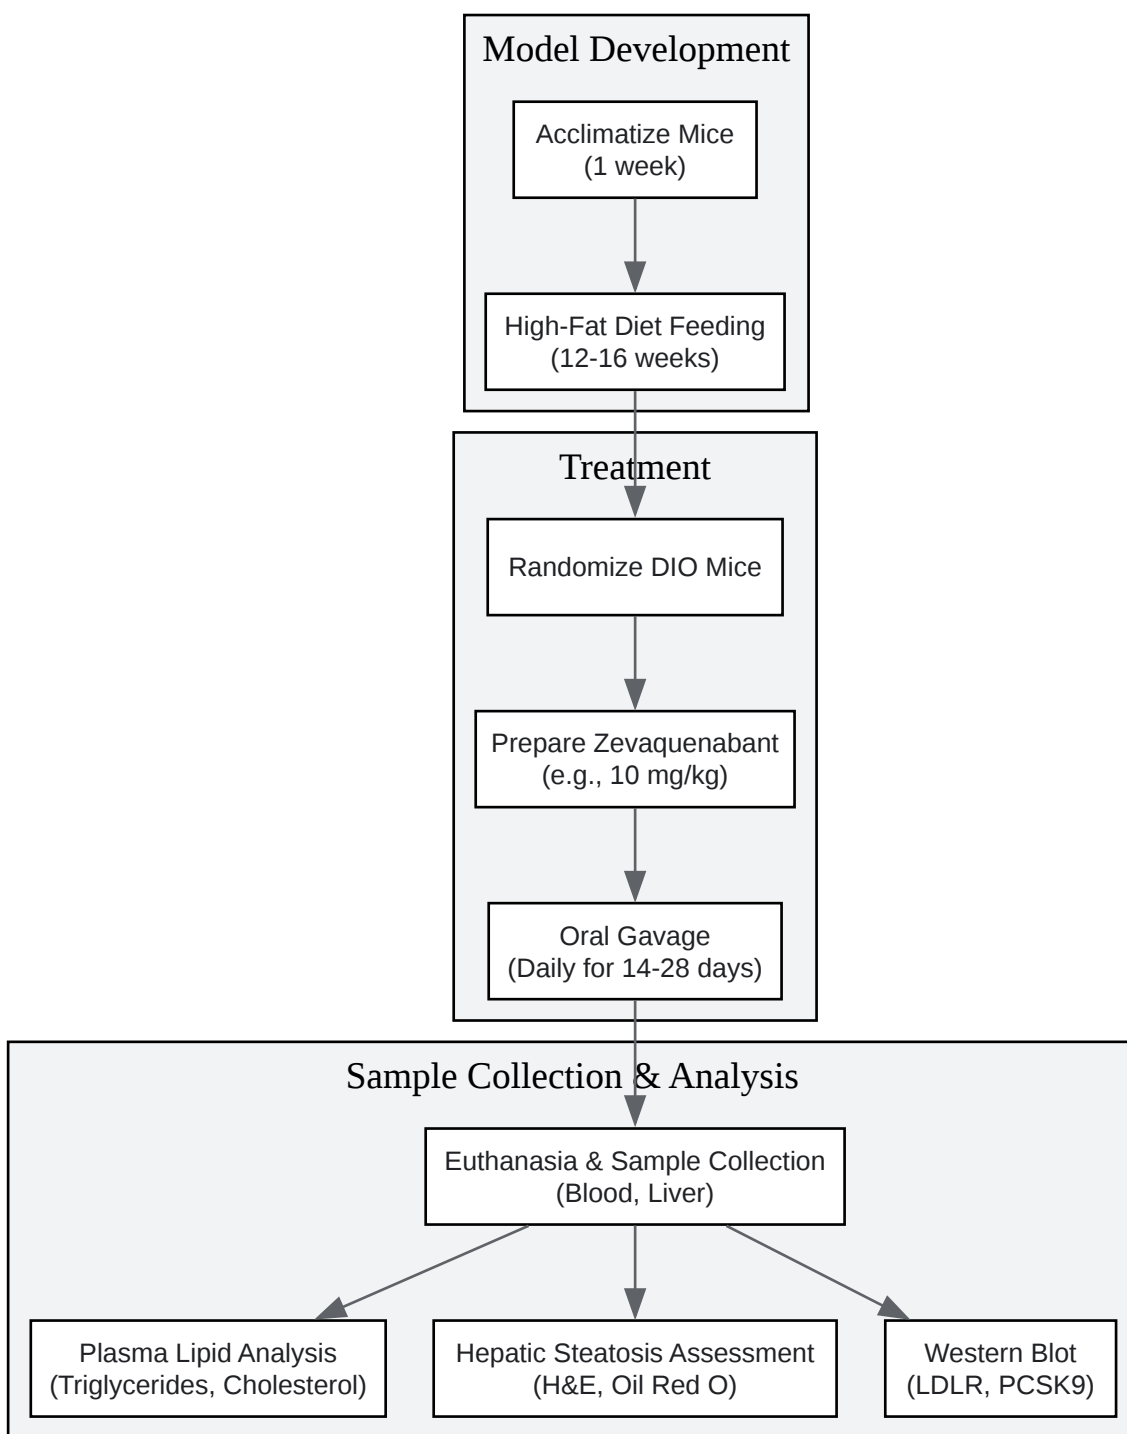 Model Development
Acclimatize Mice
(1 week)
High-Fat Diet Feeding
(12-16 weeks)
Treatment
Randomize DIO Mice
Prepare Zevaquenabant
(e.g., 10 mg/kg)
Oral Gavage
(Daily for 14-28 days)
Sample Collection & Analysis
Euthanasia & Sample Collection
(Blood, Liver)
Plasma Lipid Analysis
(Triglycerides, Cholesterol)
Hepatic Steatosis Assessment
(H&E, Oil Red O)
Western Blot
(LDLR, PCSK9)